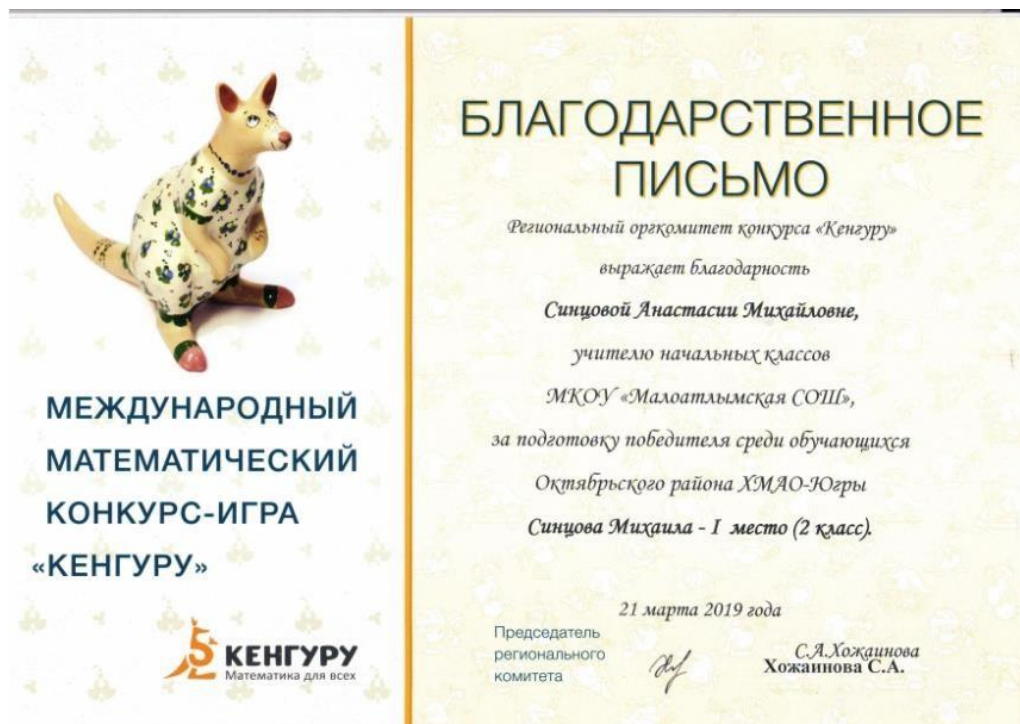 МЕЖДУНАРОДНЫЙ
МАТЕМАТИЧЕСКИЙ
КОНКУРС-ИГРА
«КЕНГУРУ»
КЕНГУРУ
Математика для всех
БЛАГОДАРСТВЕННОЕ
ПИСЬМО
Региональный оргкомитет конкурса «Кенгуру»
выражает благодарность
Синцовой Анастасии Михайловне,
учителю начальных классов
МКОУ «Малоатлымская СОШ»,
за подготовку победителя среди обучающихся
Октябрьского района ХМАО-Югры
Синцова Михаила - I место (2 класс).
21 марта 2019 года
Председатель
регионального
комитета
С.А.Хожаинова
Хожаинова С.А.